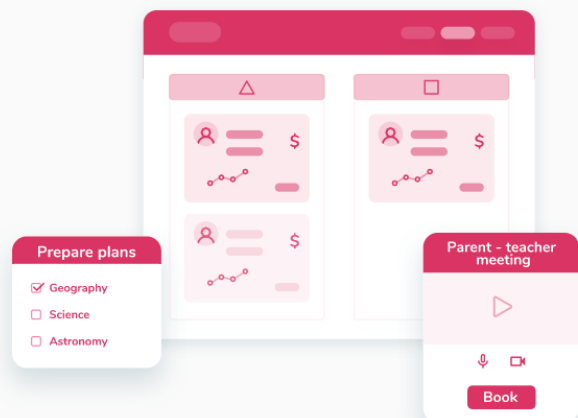 $
$
$
Prepare plans
Geography
Science
Astronomy
Parent - teacher
meeting
Book